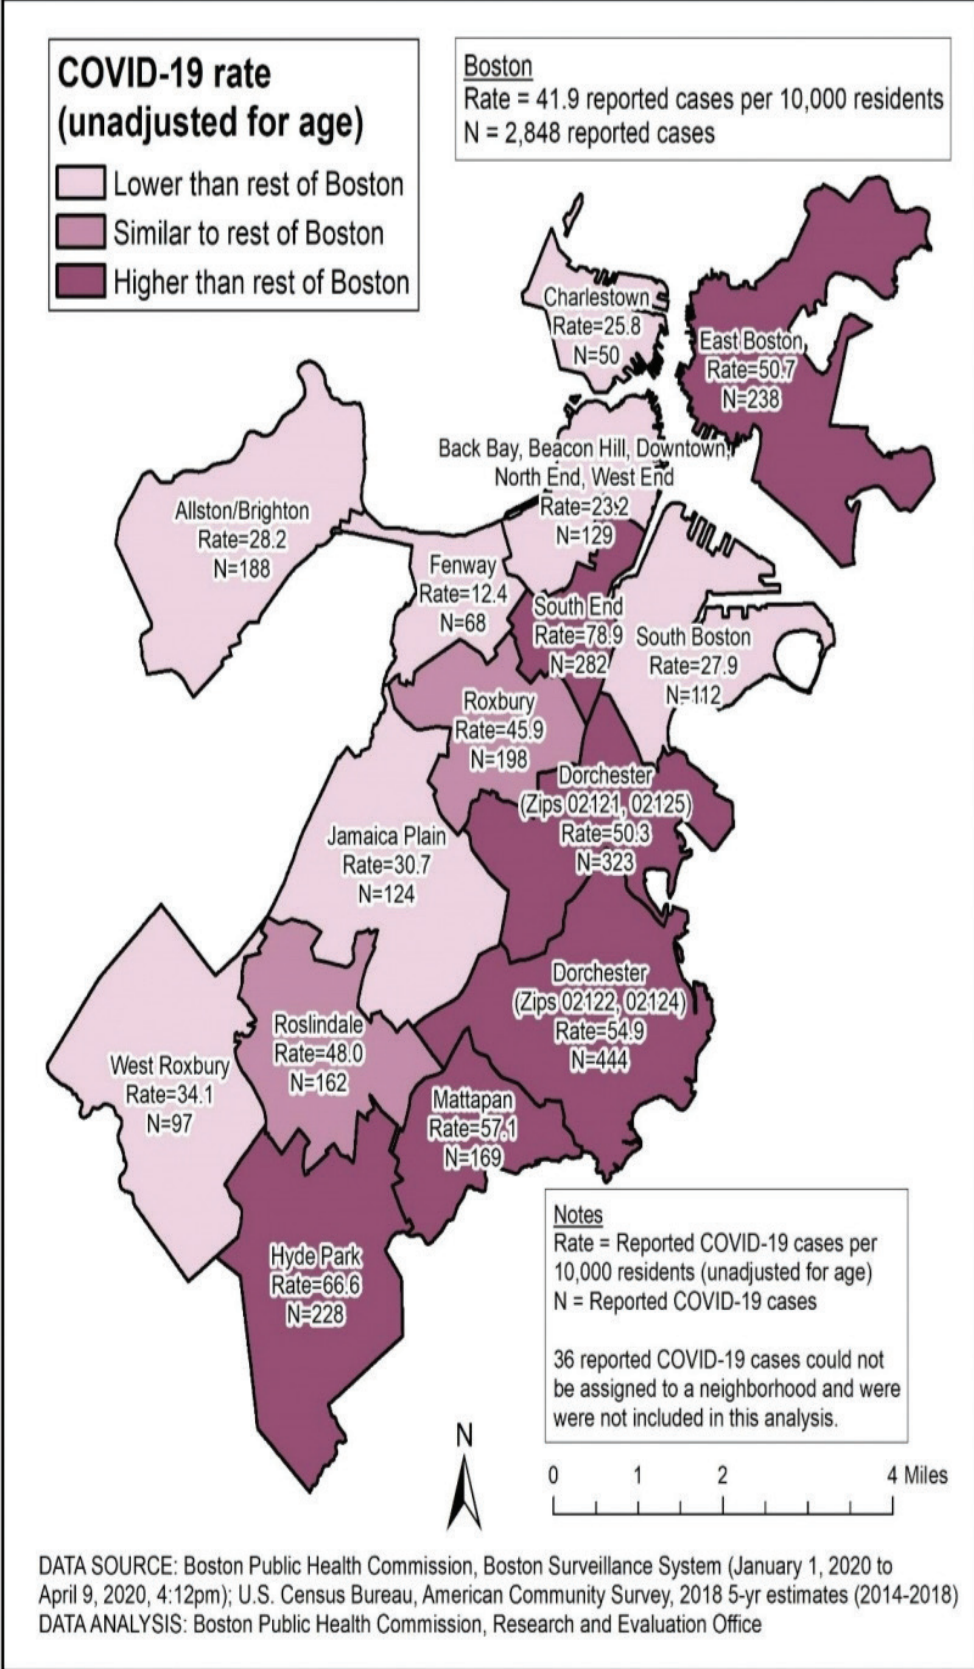 COVID-19 rate
(unadjusted for age)
Lower than rest of Boston
Similar to rest of Boston
Higher than rest of Boston
Boston
Rate = 41.9 reported cases per 10,000 residents
N = 2,848 reported cases
Charlestown
Rate=25.8
N=50
East Boston
Rate=50.7
N=238
Back Bay, Beacon Hill, Downtown,
North End, West End
Rate=23.2
N=129
Allston/Brighton
Rate=28.2
N=188
Fenway
Rate=12.4
N=68
South End
Rate=78.9
N=282
South Boston
Rate=27.9
N=112
Roxbury
Rate=45.9
N=198
Dorchester
(Zips 02121, 02125)
Rate=50.3
N=323
Jamaica Plain
Rate=30.7
N=124
Dorchester
(Zips 02122, 02124)
Rate=54.9
N=444
Roslindale
Rate=48.0
N=162
West Roxbury
Rate=34.1
N=97
Mattapan
Rate=57.1
N=169
Hyde Park
Rate=66.6
N=228
Notes
Rate = Reported COVID-19 cases per
10,000 residents (unadjusted for age)
N = Reported COVID-19 cases
36 reported COVID-19 cases could not
be assigned to a neighborhood and were
were not included in this analysis.
N
0 1 2 4 Miles
DATA SOURCE: Boston Public Health Commission, Boston Surveillance System (January 1, 2020 to
April 9, 2020, 4:12pm); U.S. Census Bureau, American Community Survey, 2018 5-yr estimates (2014-2018)
DATA ANALYSIS: Boston Public Health Commission, Research and Evaluation Office